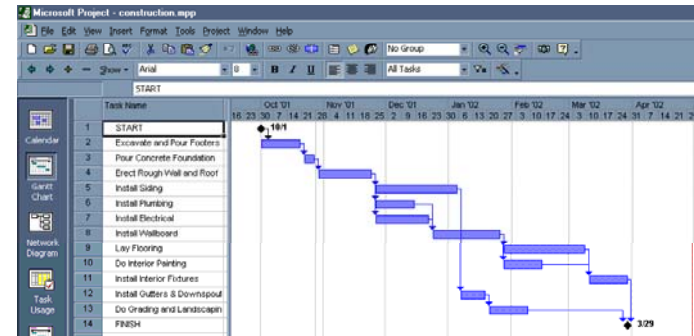 Microsoft Project - construction.mpp
File Edit View Insert Format Tools Project Window Help
No Group
Show Arial 8 B I U All Tasks
START
Task Name Oct '01 Nov '01 Dec '01 Jan '02 Feb '02 Mar '02 Apr '02
16 23 30 7 14 21 28 4 11 18 25 2 9 16 23 30 6 13 20 27 3 10 17 24 3 10 17 24 31 7 14 21
1 START 10/1
Calendar
2 Excavate and Pour Footers
3 Pour Concrete Foundation
4 Erect Rough Wall and Roof
Gantt Chart
5 Install Siding
6 Install Plumbing
7 Install Electrical
8 Install Wallboard
Network Diagram
9 Lay Flooring
10 Do Interior Painting
11 Install Interior Fixtures
Task Usage
12 Install Gutters & Downspout
13 Do Grading and Landscapin
14 FINISH 3/29